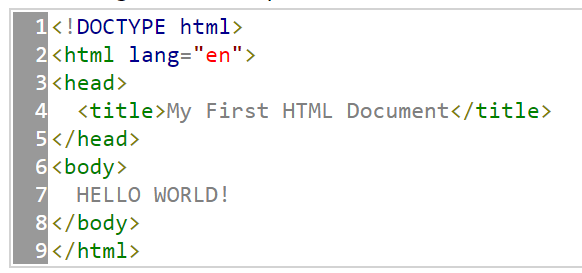 1<!DOCTYPE html>
2<html lang="en">
3<head>
4  <title>My First HTML Document</title>
5</head>
6<body>
7  HELLO WORLD!
8</body>
9</html>